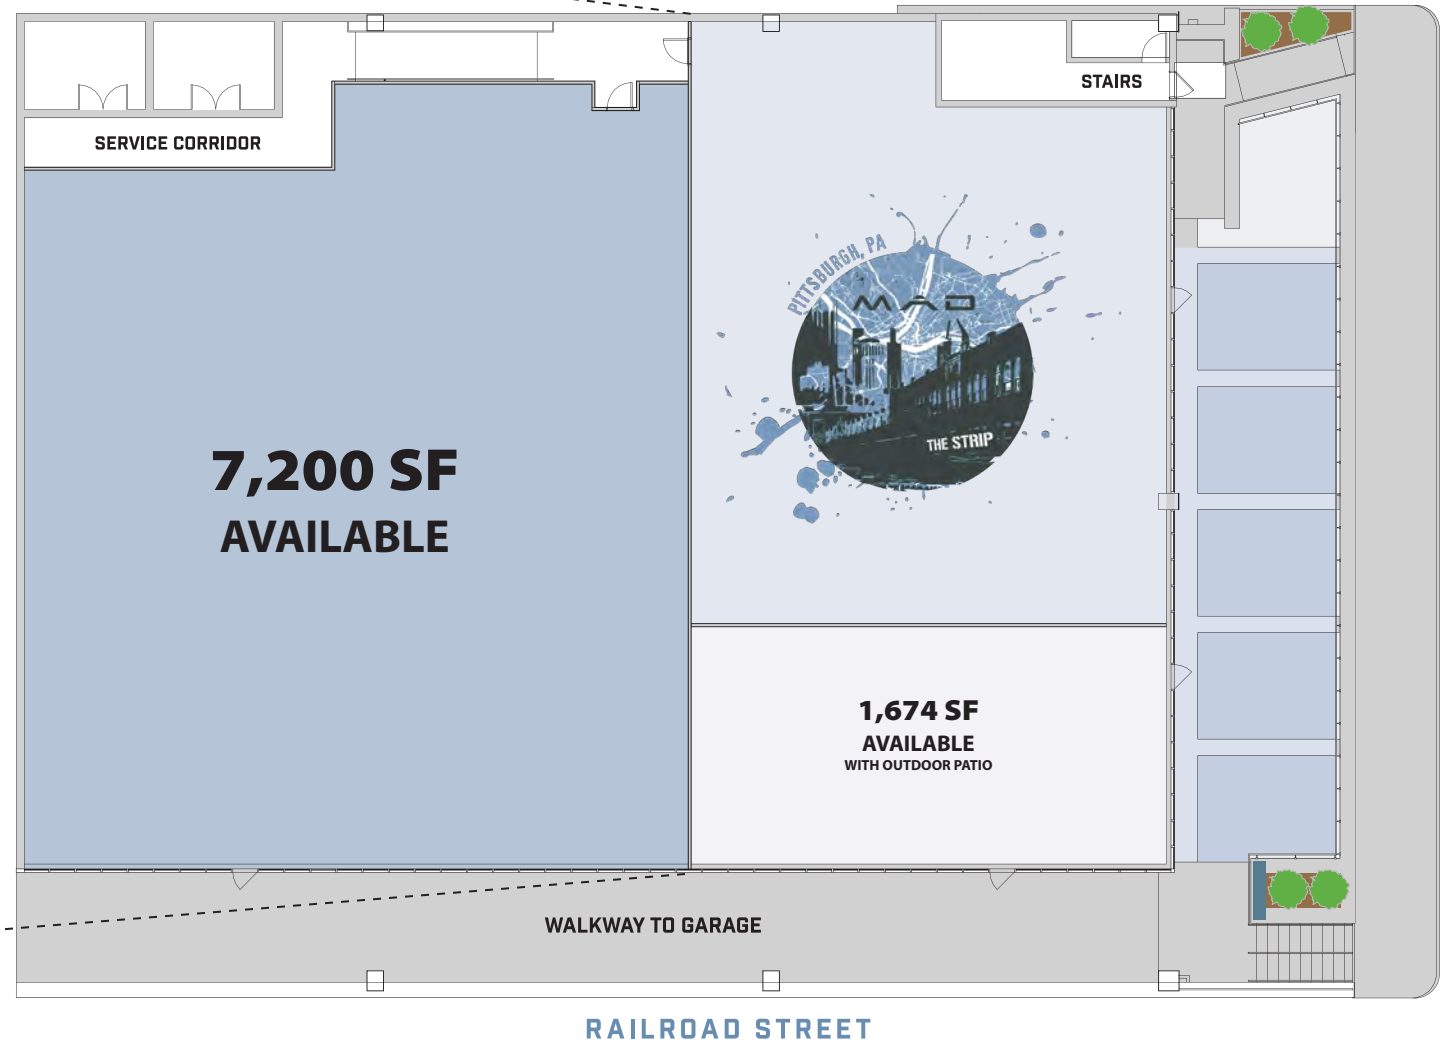 STAIRS
SERVICE CORRIDOR
PITTSBURGH, PA
MAD
THE STRIP
7,200 SF
AVAILABLE
1,674 SF
AVAILABLE
WITH OUTDOOR PATIO
WALKWAY TO GARAGE
RAILROAD STREET